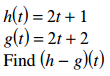 h(t) = 2t + 1
g(t) = 2t + 2
Find (h − g)(t)